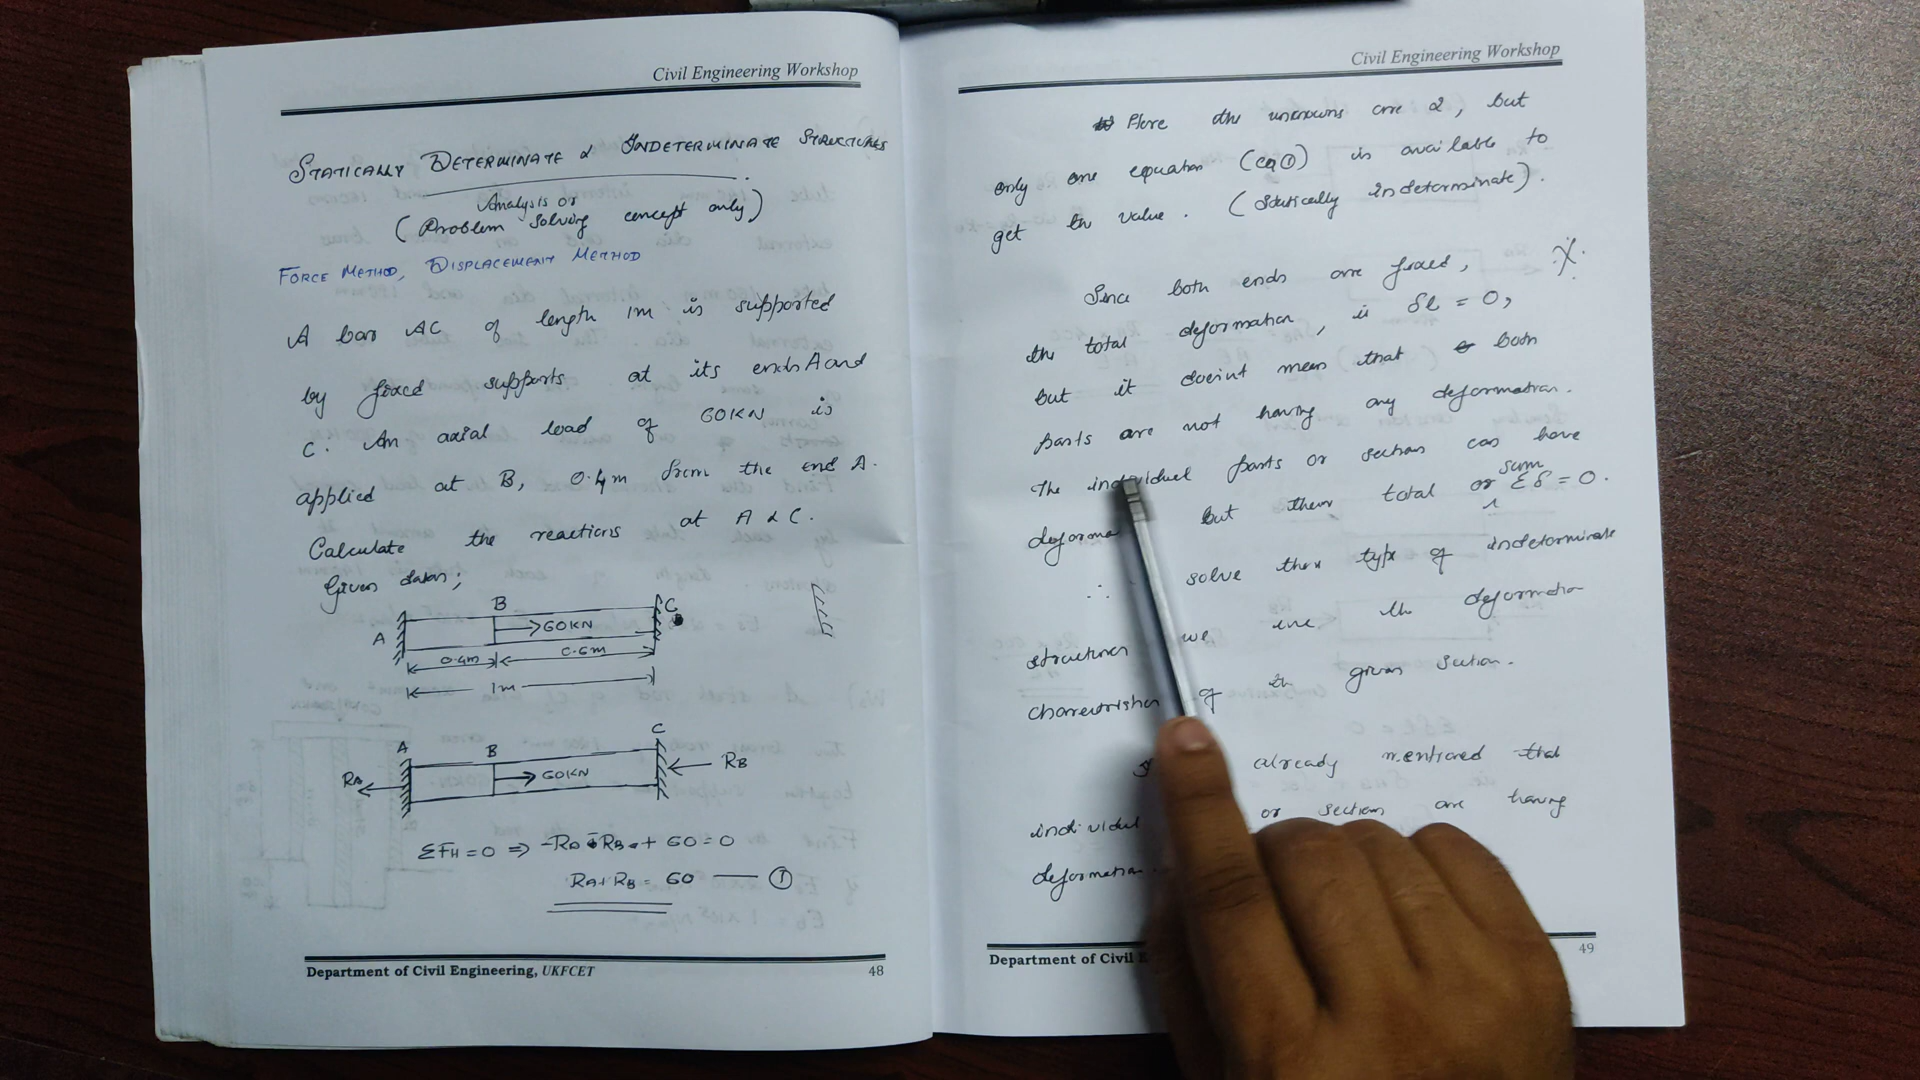 Civil Engineering Workshop
STATICALLY DETERMINATE & INDETERMINATE STRUCTURES.
Analysis or
(Problem Solving concept only)
FORCE METHOD, DISPLACEMENT METHOD
A bar AC of length 1m is supported
by fixed supports at its ends A and
C. An axial load of 60KN is
applied at B, 0.4m from the end A.
Calculate the reactions at A & C.
Given data;
A B 60KN C
0.4m 0.6m
1m
A B C
RA 60KN RB
ΣFH = 0 ⇒ -RA - RB + 60 = 0
RA + RB = 60 — ①
Department of Civil Engineering, UKFCET 48
Civil Engineering Workshop
Here the unknowns are 2, but
only one equation (eq ①) is available to
get the value. (Statically indeterminate).
Since both ends are fixed,
the total deformation, is δl = 0,
but it doesint mean that both
parts are not having any deformation.
The individuel parts or section can have
sum
deforma but their total or Σδ = 0.
∴ solve these type of indeterminate
structures we use the deformation
of the given section.
already mentioned that
or section are having
deformation
Department of Civil 49